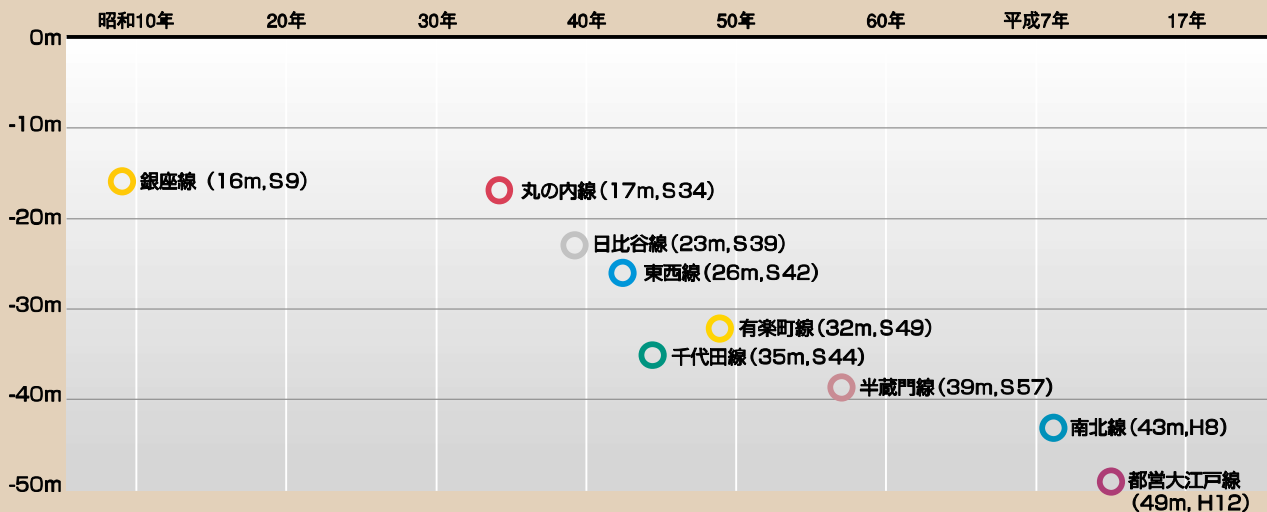 昭和10年 20年 30年 40年 50年 60年 平成7年 17年
0m
-10m
銀座線（16m,S9）
丸の内線（17m,S34）
-20m
日比谷線（23m,S39）
東西線（26m,S42）
-30m
有楽町線（32m,S49）
千代田線（35m,S44）
半蔵門線（39m,S57）
-40m
南北線（43m,H8）
-50m
都営大江戸線
（49m, H12）